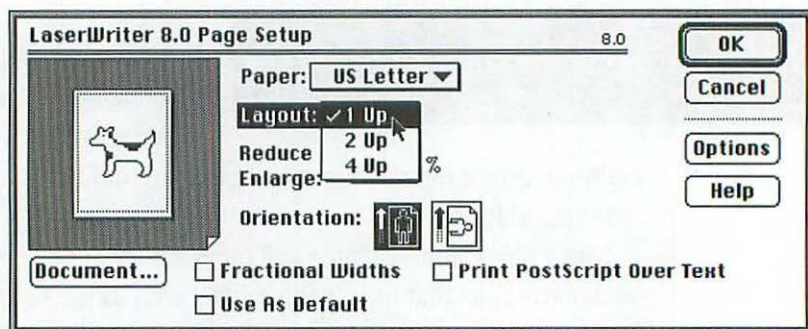 LaserWriter 8.0 Page Setup
8.0
OK
Paper: US Letter
Cancel
Layout: ✓1 Up
2 Up
Options
Reduce
4 Up %
Enlarge:
Help
Orientation:
Document...
Fractional Widths
Print PostScript Over Text
Use As Default